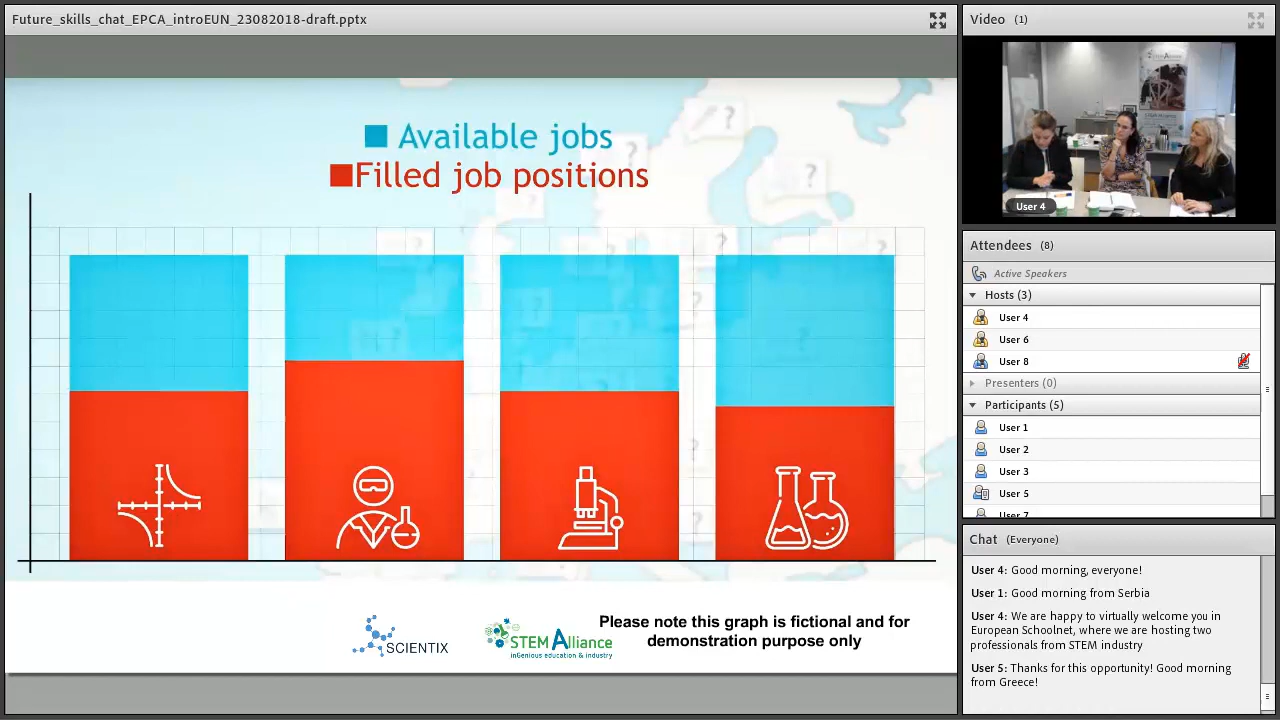 Future_skills_chat_EPCA_introEUN_23082018-draft.pptx
Available jobs
Filled job positions
SCIENTIX
STEM Alliance
inGenious education & industry
Please note this graph is fictional and for
demonstration purpose only
Video (1)
User 4
Attendees (8)
Active Speakers
Hosts (3)
User 4
User 6
User 8
Presenters (0)
Participants (5)
User 1
User 2
User 3
User 5
User 7
Chat (Everyone)
User 4: Good morning, everyone!
User 1: Good morning from Serbia
User 4: We are happy to virtually welcome you in
European Schoolnet, where we are hosting two
professionals from STEM industry
User 5: Thanks for this opportunity! Good morning
from Greece!